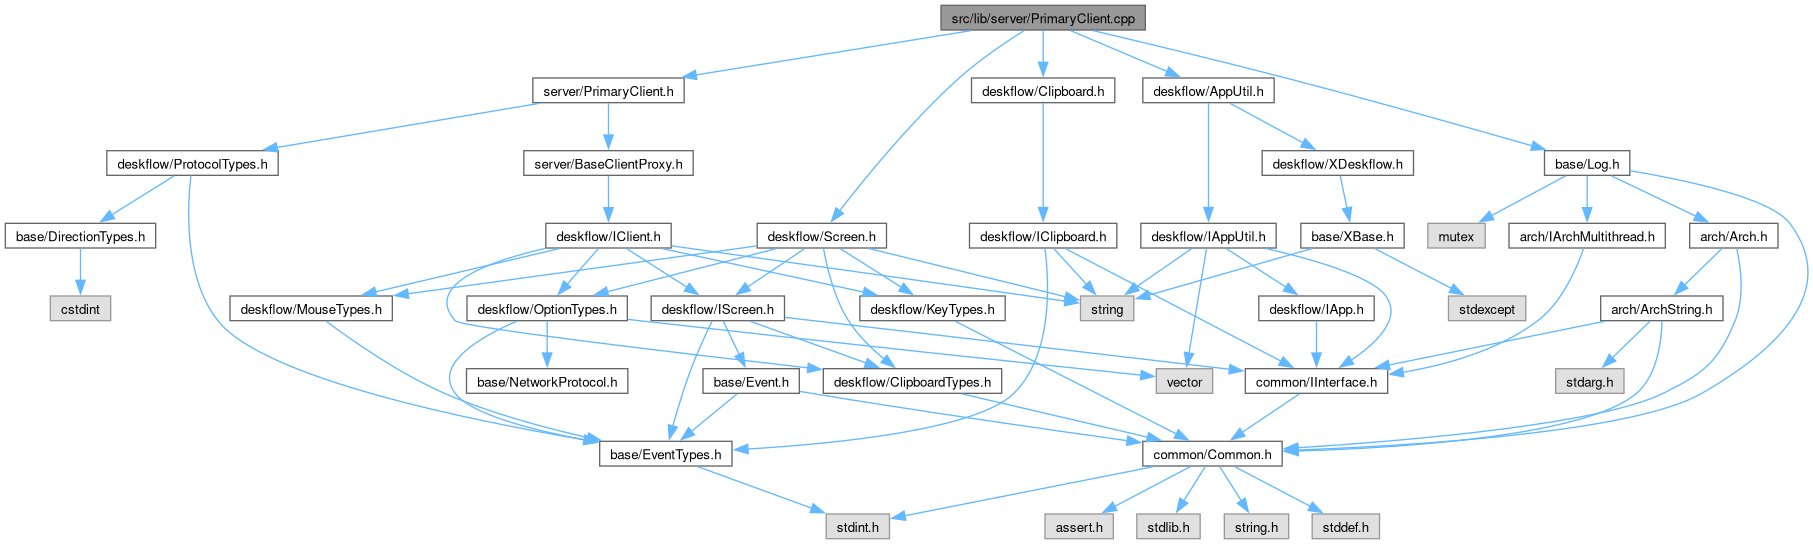 src/lib/server/PrimaryClient.cpp
server/PrimaryClient.h
deskflow/Clipboard.h
deskflow/AppUtil.h
deskflow/ProtocolTypes.h
server/BaseClientProxy.h
deskflow/XDeskflow.h
base/Log.h
base/DirectionTypes.h
deskflow/IClient.h
deskflow/Screen.h
deskflow/IClipboard.h
deskflow/IAppUtil.h
base/XBase.h
mutex
arch/IArchMultithread.h
arch/Arch.h
cstdint
deskflow/MouseTypes.h
deskflow/OptionTypes.h
deskflow/IScreen.h
deskflow/KeyTypes.h
string
deskflow/IApp.h
stdexcept
arch/ArchString.h
base/NetworkProtocol.h
base/Event.h
deskflow/ClipboardTypes.h
vector
common/IInterface.h
stdarg.h
base/EventTypes.h
common/Common.h
stdint.h
assert.h
stdlib.h
string.h
stddef.h